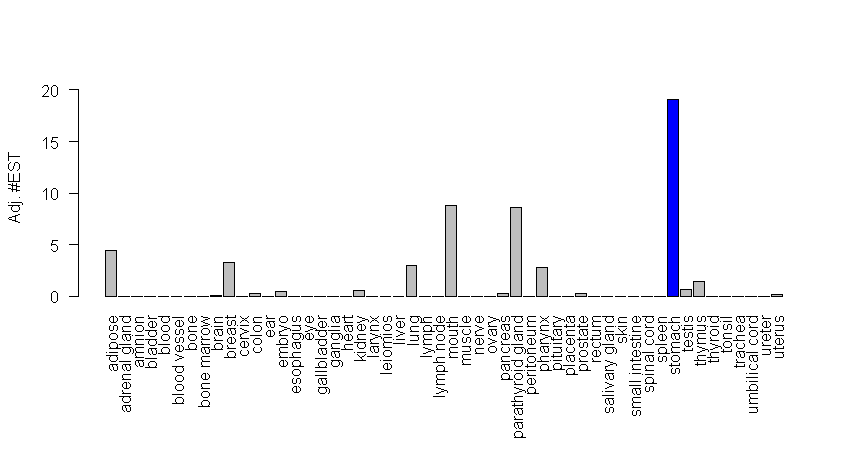 20
15
10
5
0
Adj. #EST
adipose
adrenal gland
amnion
bladder
blood
blood vessel
bone
bone marrow
brain
breast
cervix
colon
ear
embryo
esophagus
eye
gallbladder
ganglia
heart
kidney
larynx
leiomios
liver
lung
lymph
lymph node
mouth
muscle
nerve
ovary
pancreas
parathyroid gland
peritoneum
pharynx
pituitary
placenta
prostate
rectum
salivary gland
skin
small intestine
spinal cord
spleen
stomach
testis
thymus
thyroid
tonsil
trachea
umbilical cord
ureter
uterus